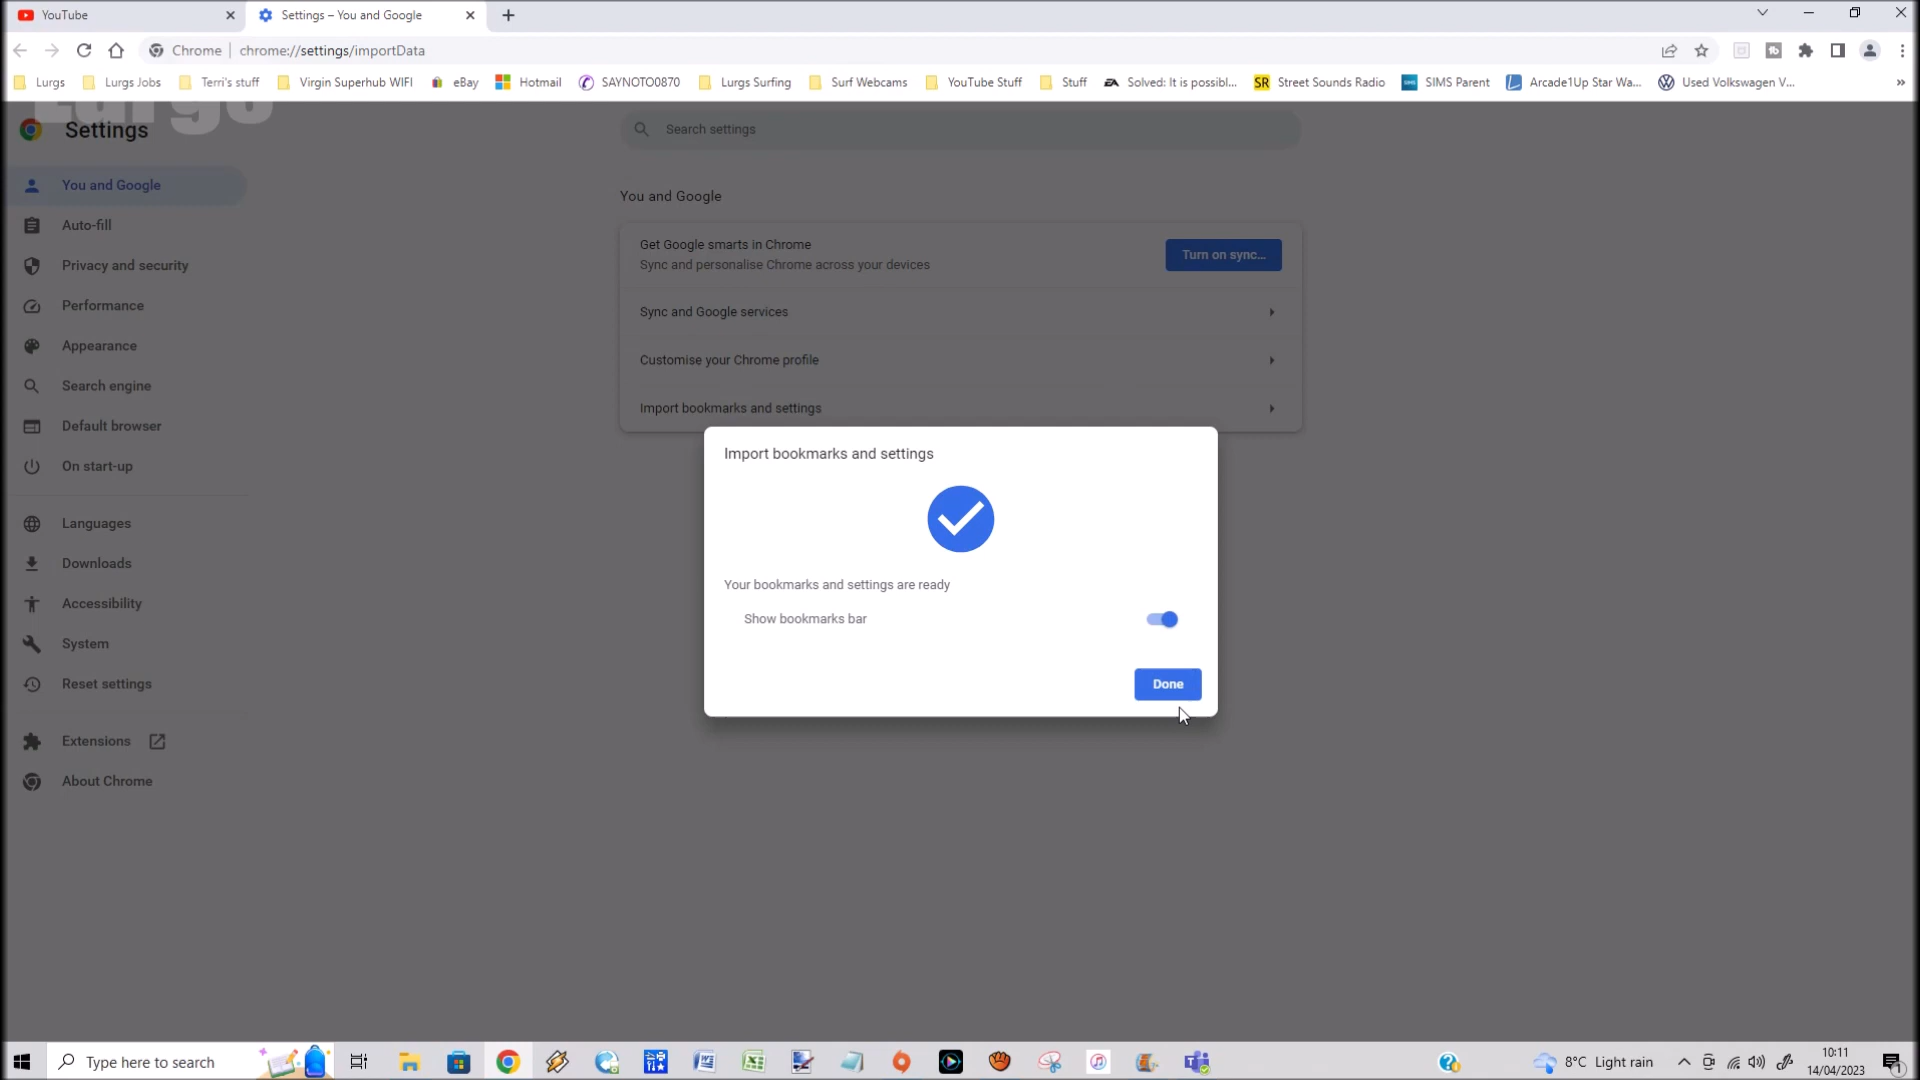 YouTube
Settings – You and Google
Chrome
chrome://settings/importData
Lurgs
Lurgs Jobs
Terri's stuff
Virgin Superhub WIFI
eBay
Hotmail
SAYNOTO0870
Lurgs Surfing
Surf Webcams
YouTube Stuff
Stuff
Solved: It is possibl...
SR
Street Sounds Radio
SIMS Parent
Arcade1Up Star Wa...
Used Volkswagen V...
Lurgo
Settings
Search settings
You and Google
Auto-fill
Privacy and security
Performance
Appearance
Search engine
Default browser
On start-up
Languages
Downloads
Accessibility
System
Reset settings
Extensions
About Chrome
You and Google
Get Google smarts in Chrome
Sync and personalise Chrome across your devices
Turn on sync...
Sync and Google services
Customise your Chrome profile
Import bookmarks and settings
Import bookmarks and settings
Your bookmarks and settings are ready
Show bookmarks bar
Done
Type here to search
8°C Light rain
10:11
14/04/2023
1